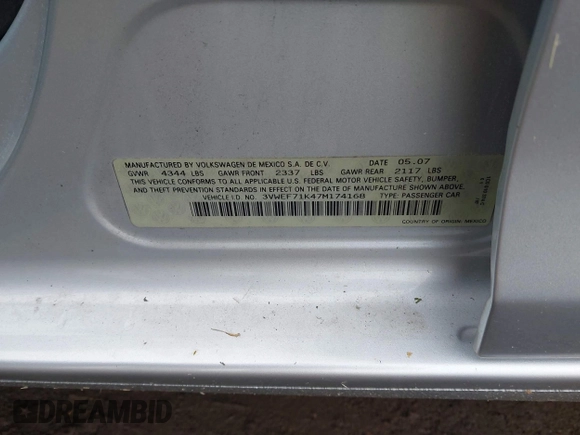 MANUFACTURED BY VOLKSWAGEN DE MEXICO S.A. DE C.V. DATE 05.07
GVWR 4344 LBS GAWR FRONT 2337 LBS GAWR REAR 2117 LBS
THIS VEHICLE CONFORMS TO ALL APPLICABLE U.S. FEDERAL MOTOR VEHICLE SAFETY, BUMPER,
AND THEFT PREVENTION STANDARDS IN EFFECT ON THE DATE OF MANUFACTURE SHOWN ABOVE.
VEHICLE I.D. NO. 3VWEF71K47M174168 TYPE: PASSENGER CAR
COUNTRY OF ORIGIN MEXICO
DREAMBID